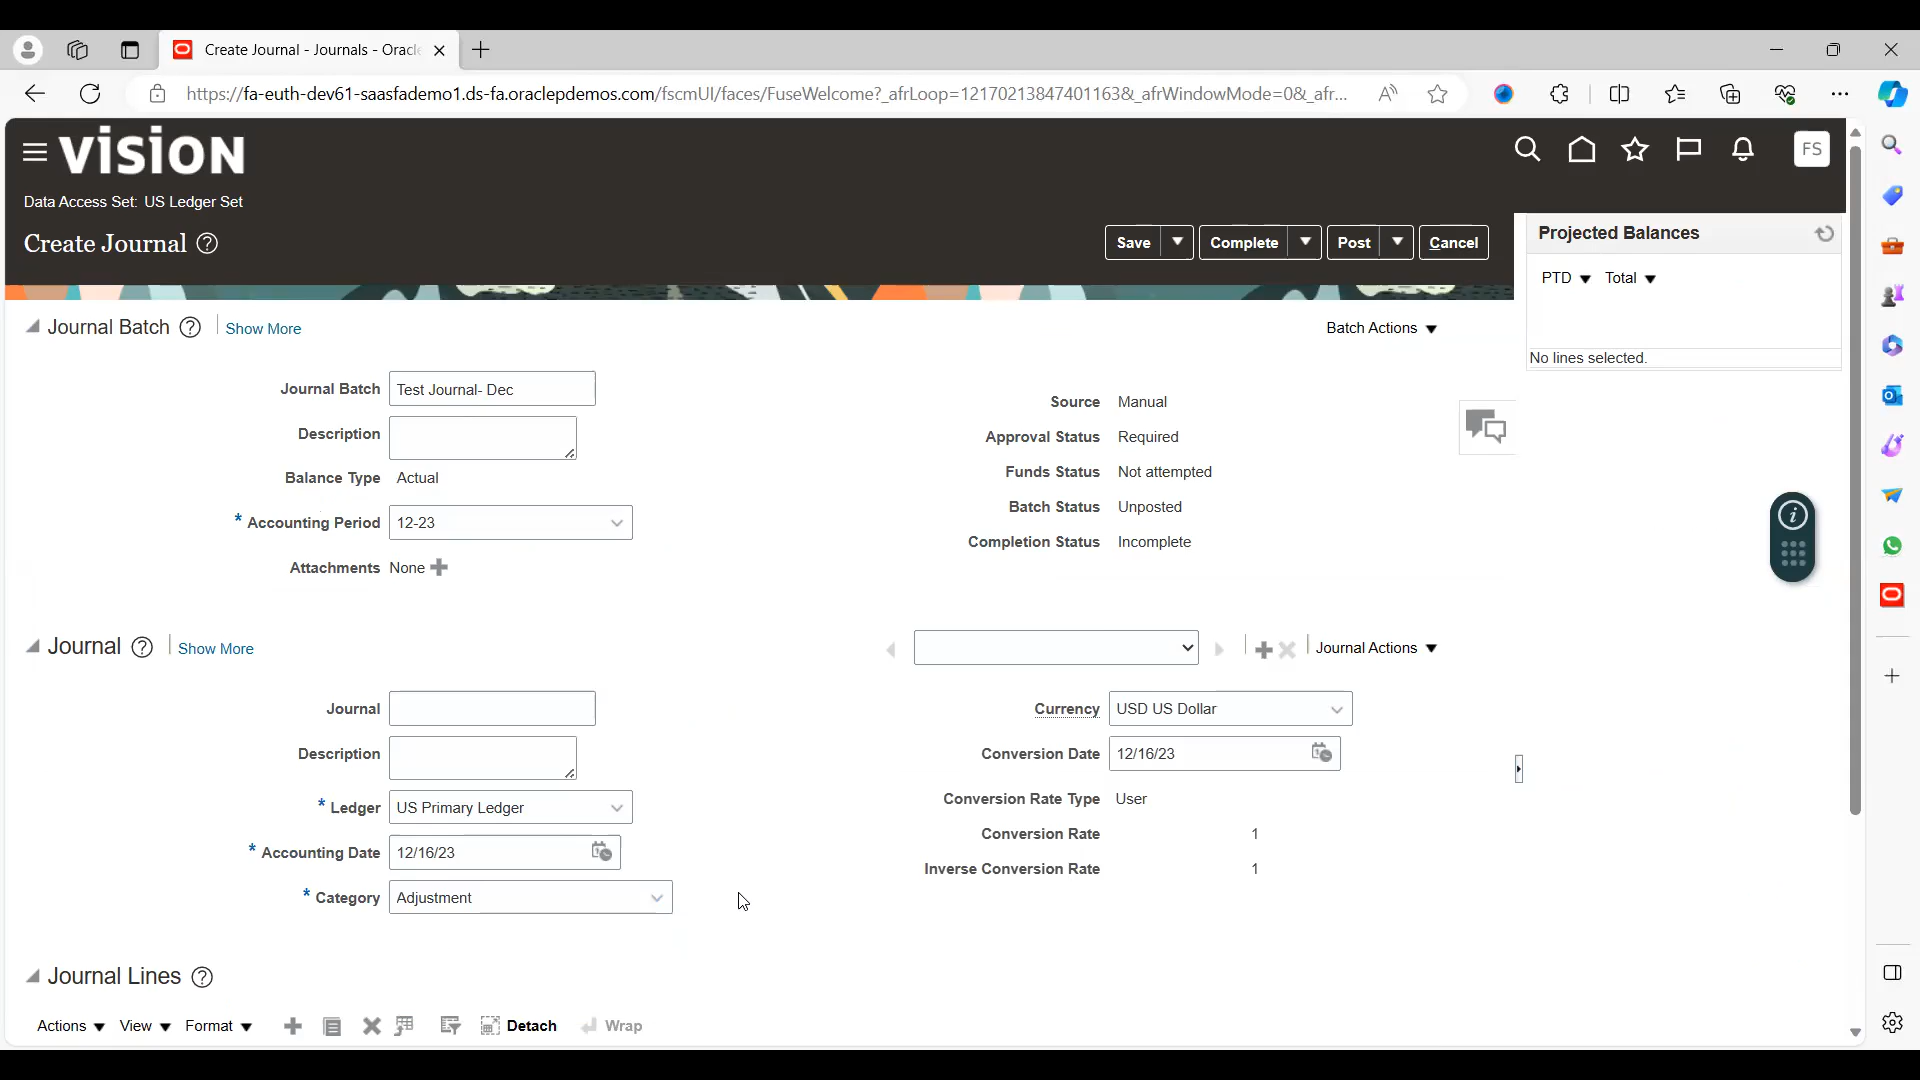 Create Journal - Journals - Oracle
https://fa-euth-dev61-saasfademo1.ds-fa.oraclepdemos.com/fscmUI/faces/FuseWelcome?_afrLoop=12170213847401163&_afrWindowMode=0&_afr...
VISION
FS
Data Access Set: US Ledger Set
Create Journal
Save Complete Post Cancel
Projected Balances
PTD Total
No lines selected.
Journal Batch Show More
Batch Actions
Journal Batch Test Journal- Dec
Description
Balance Type Actual
* Accounting Period 12-23
Attachments None
Source Manual
Approval Status Required
Funds Status Not attempted
Batch Status Unposted
Completion Status Incomplete
Journal Show More
Journal Actions
Journal
Description
* Ledger US Primary Ledger
* Accounting Date 12/16/23
* Category Adjustment
Currency USD US Dollar
Conversion Date 12/16/23
Conversion Rate Type User
Conversion Rate 1
Inverse Conversion Rate 1
Journal Lines
Actions View Format Detach Wrap